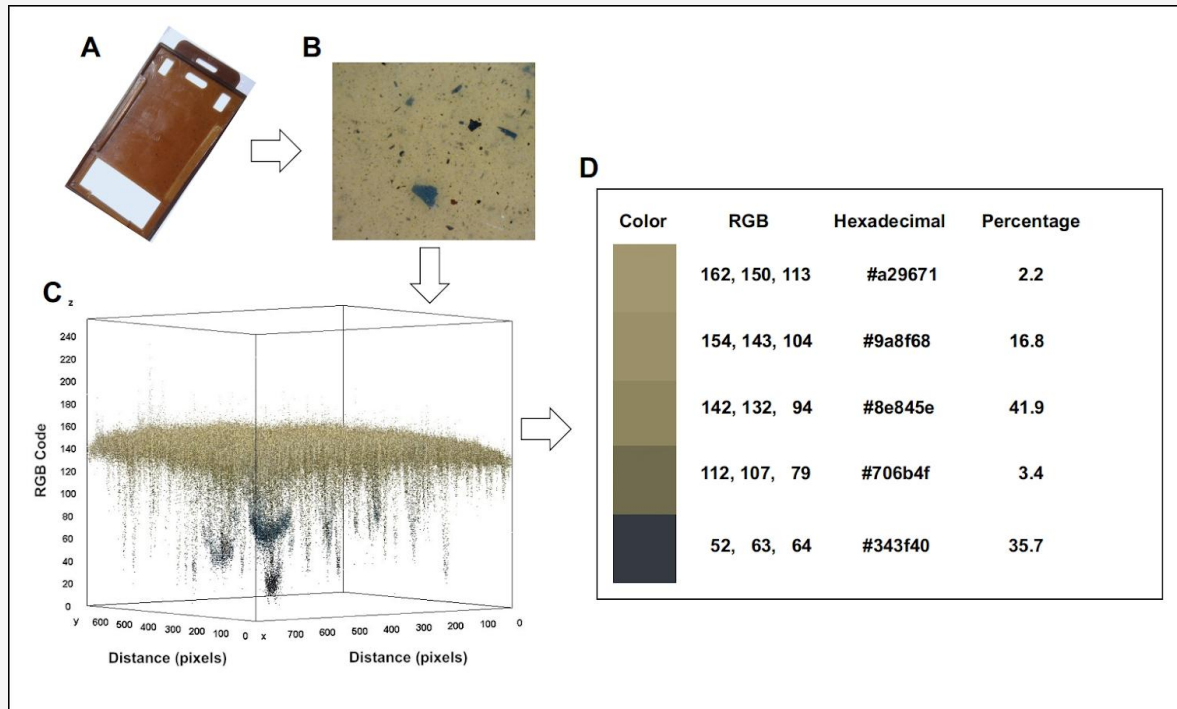 A
B
D
Color RGB Hexadecimal Percentage
162, 150, 113 #a29671 2.2
154, 143, 104 #9a8f68 16.8
142, 132, 94 #8e845e 41.9
112, 107, 79 #706b4f 3.4
52, 63, 64 #343f40 35.7
C
z
240
220
200
180
160
140
120
100
80
60
40
20
0
RGB Code
y 600 500 400 300 200 100 0 x 700 600 500 400 300 200 100 0
Distance (pixels) Distance (pixels)